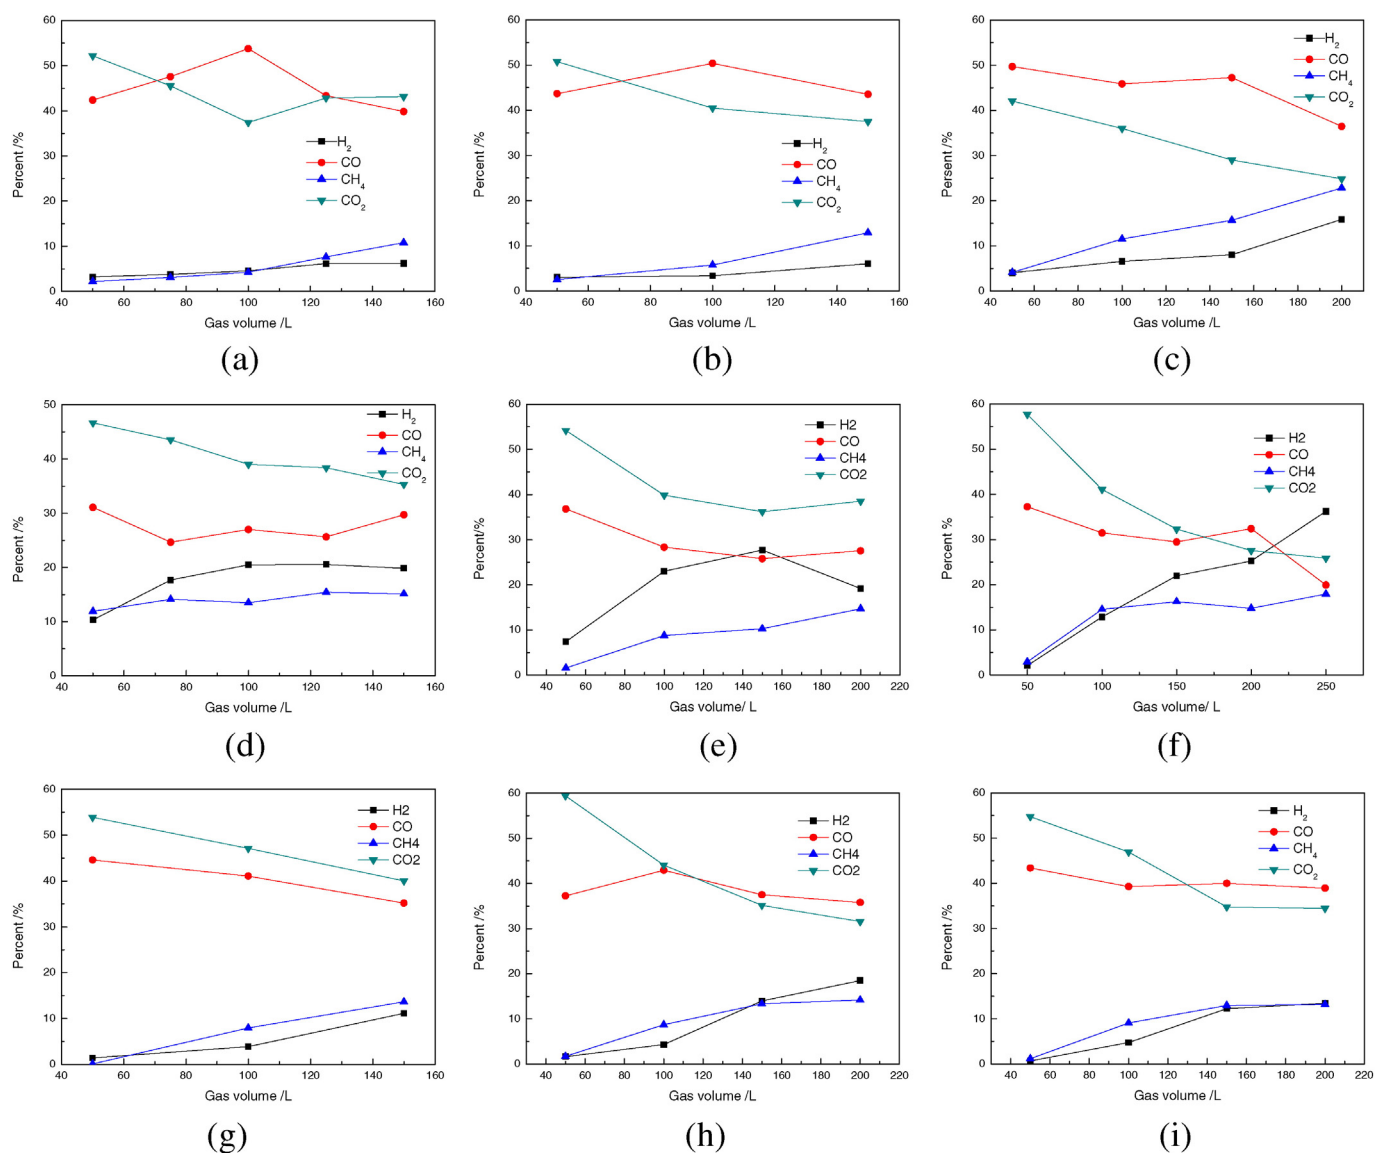 60
50
40
30
20
10
0
Percent /%
H2
CO
CH4
CO2
40 60 80 100 120 140 160
Gas volume /L
(a)
60
50
40
30
20
10
0
Percent /%
H2
CO
CH4
CO2
40 60 80 100 120 140 160
Gas volume /L
(b)
60
50
40
30
20
10
0
Persent /%
H2
CO
CH4
CO2
40 60 80 100 120 140 160 180 200
Gas volume /L
(c)
50
40
30
20
10
0
Percent /%
H2
CO
CH4
CO2
40 60 80 100 120 140 160
Gas volume /L
(d)
60
50
40
30
20
10
0
Percent/%
H2
CO
CH4
CO2
40 60 80 100 120 140 160 180 200 220
Gas volume/ L
(e)
60
50
40
30
20
10
0
Percent %
H2
CO
CH4
CO2
50 100 150 200 250
Gas volume/ L
(f)
60
50
40
30
20
10
0
Percent /%
H2
CO
CH4
CO2
40 60 80 100 120 140 160
Gas volume /L
(g)
60
50
40
30
20
10
0
Percent /%
H2
CO
CH4
CO2
40 60 80 100 120 140 160 180 200 220
Gas volume /L
(h)
60
50
40
30
20
10
0
Percent /%
H2
CO
CH4
CO2
40 60 80 100 120 140 160 180 200 220
Gas volume /L
(i)